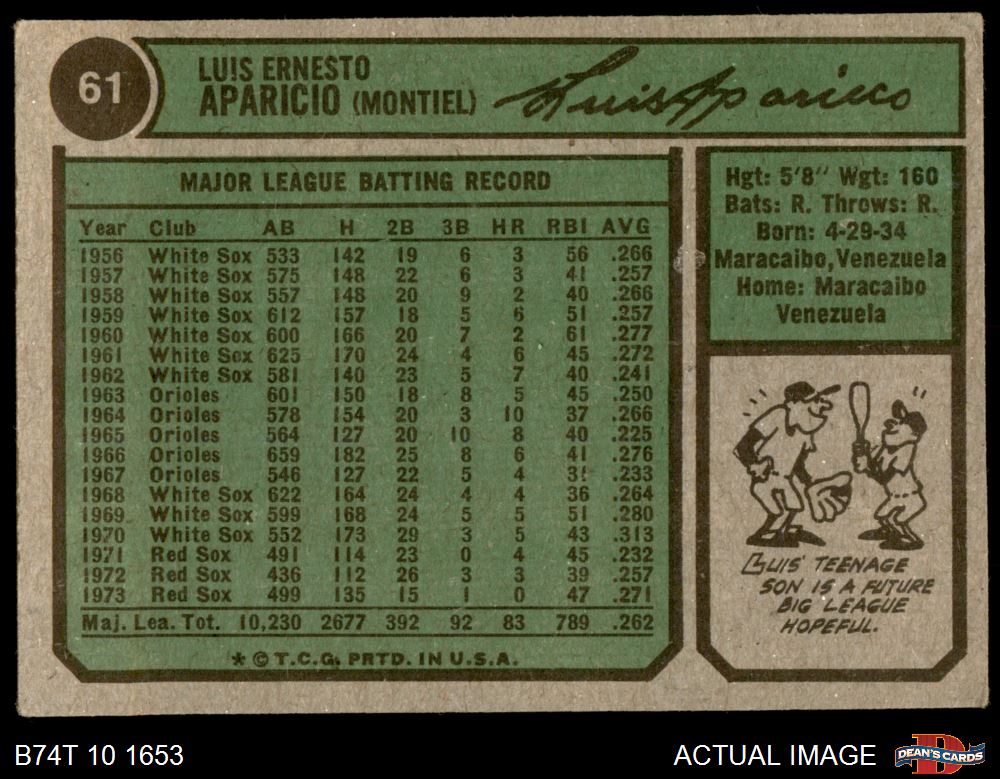 61
LUIS ERNESTO
APARICIO (MONTIEL)
Luis Aparicio
MAJOR LEAGUE BATTING RECORD
Year Club AB H 2B 3B HR RBI AVG
1956 White Sox 533 142 19 6 3 56 .266
1957 White Sox 575 148 22 6 3 41 .257
1958 White Sox 557 148 20 9 2 40 .266
1959 White Sox 612 157 18 5 6 51 .257
1960 White Sox 600 166 20 7 2 61 .277
1961 White Sox 625 170 24 4 6 45 .272
1962 White Sox 581 140 23 5 7 40 .241
1963 Orioles 601 150 18 8 5 45 .250
1964 Orioles 578 154 20 3 10 37 .266
1965 Orioles 564 127 20 10 8 40 .225
1966 Orioles 659 182 25 8 6 41 .276
1967 Orioles 546 127 22 5 4 31 .233
1968 White Sox 622 164 24 4 4 36 .264
1969 White Sox 599 168 24 5 5 51 .280
1970 White Sox 552 173 29 3 5 43 .313
1971 Red Sox 491 114 23 0 4 45 .232
1972 Red Sox 436 112 26 3 3 39 .257
1973 Red Sox 499 135 15 1 0 47 .271
Maj. Lea. Tot. 10,230 2677 392 92 83 789 .262
* © T.C.G. PRTD. IN U.S.A.
Hgt: 5'8" Wgt: 160
Bats: R. Throws: R.
Born: 4-29-34
Maracaibo, Venezuela
Home: Maracaibo
Venezuela
LUIS' TEENAGE
SON IS A FUTURE
BIG LEAGUE
HOPEFUL.
B74T 10 1653
ACTUAL IMAGE
DEAN'S CARDS